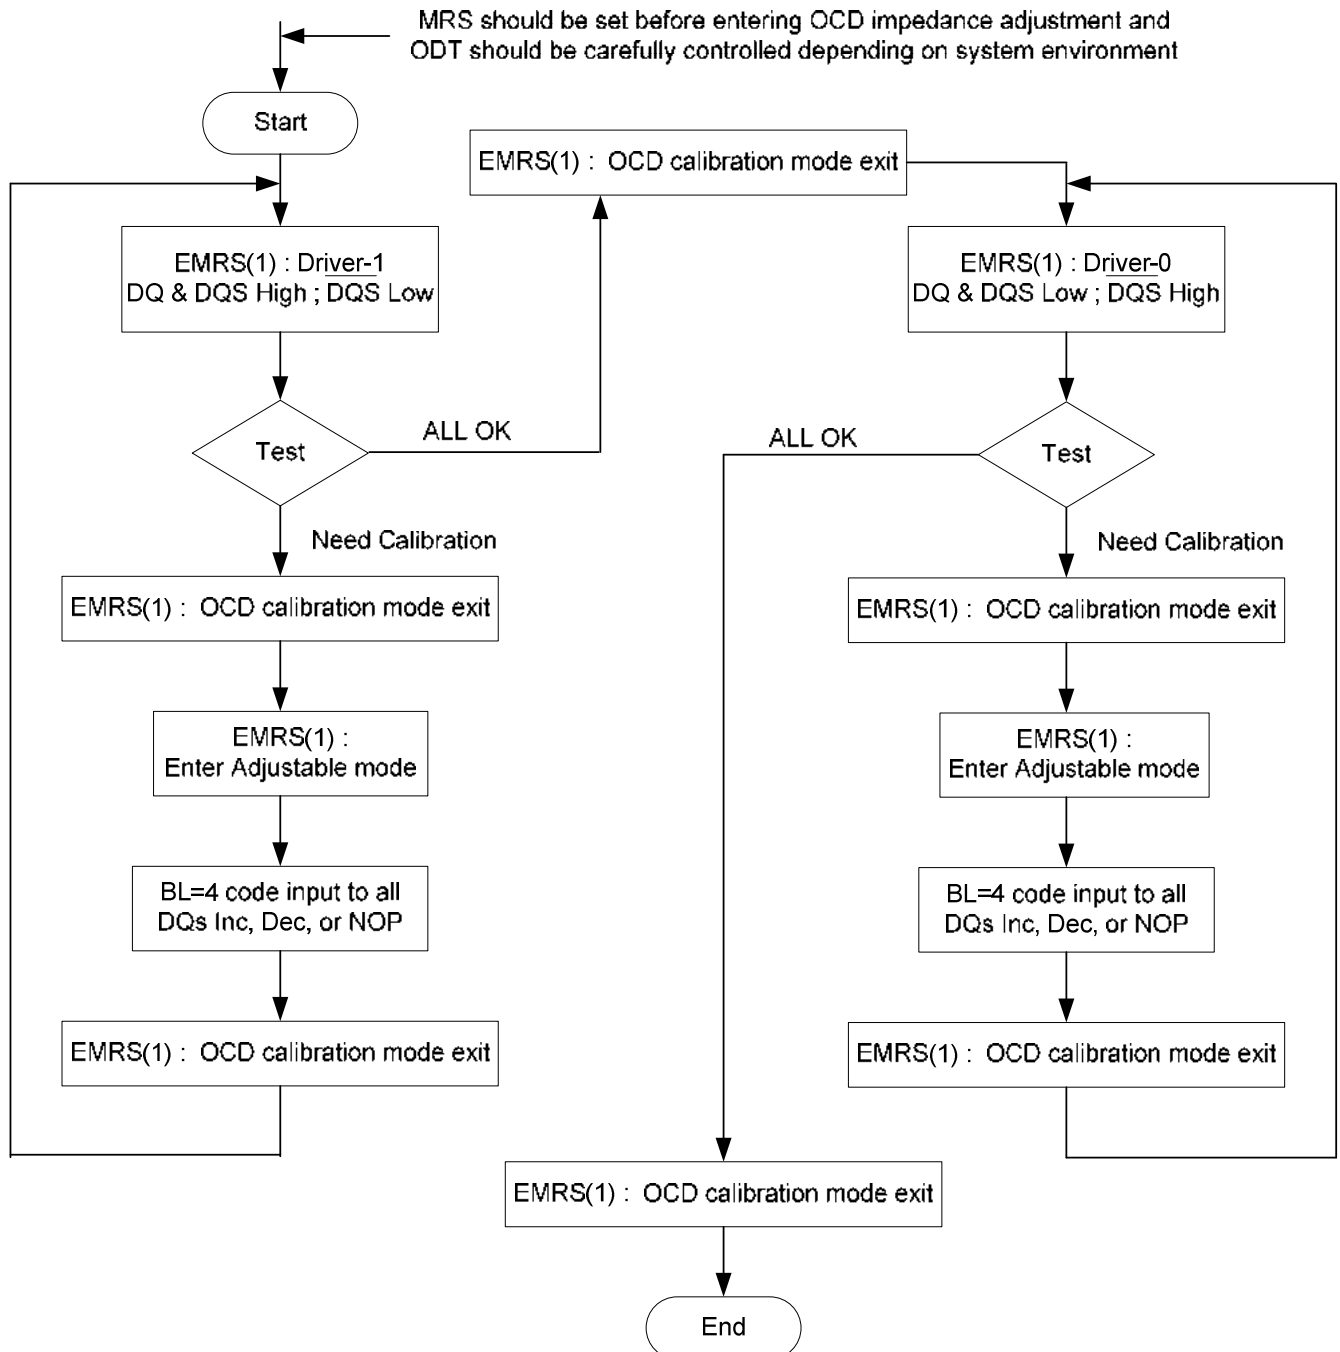 MRS should be set before entering OCD impedance adjustment and
ODT should be carefully controlled depending on system environment
Start
EMRS(1) : Driver-1
DQ & DQS High ; D̅Q̅S̅ Low
Test
ALL OK
Need Calibration
EMRS(1) : OCD calibration mode exit
EMRS(1) :
Enter Adjustable mode
BL=4 code input to all
DQs Inc, Dec, or NOP
EMRS(1) : OCD calibration mode exit
EMRS(1) : OCD calibration mode exit
EMRS(1) : Driver-0
DQ & DQS Low ; D̅Q̅S̅ High
Test
ALL OK
Need Calibration
EMRS(1) : OCD calibration mode exit
EMRS(1) :
Enter Adjustable mode
BL=4 code input to all
DQs Inc, Dec, or NOP
EMRS(1) : OCD calibration mode exit
EMRS(1) : OCD calibration mode exit
End